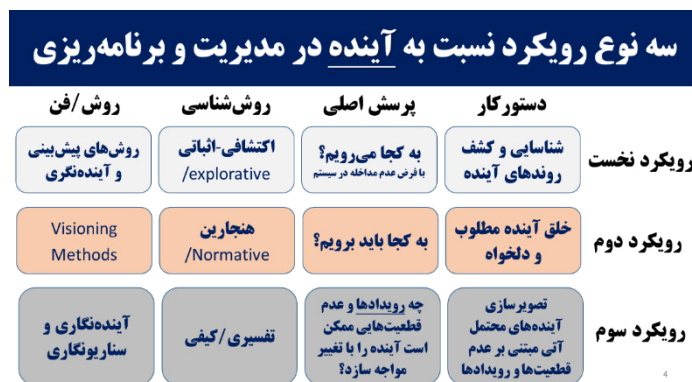 سه نوع رویکرد نسبت به آینده در مدیریت و برنامه‌ریزی
دستورکار
پرسش اصلی
روش‌شناسی
روش/فن
رویکرد نخست
شناسایی و کشف
روندهای آینده
به کجا می‌رویم؟
با فرض عدم مداخله در سیستم
اکتشافی-اثباتی
/explorative
روش‌های پیش‌بینی
و آینده‌نگری
رویکرد دوم
خلق آینده مطلوب
و دلخواه
به کجا باید برویم؟
هنجارین
/Normative
Visioning
Methods
رویکرد سوم
تصویرسازی
آینده‌های محتمل
آتی مبتنی بر عدم
قطعیت‌ها و رویدادها
چه رویدادها و عدم
قطعیت‌هایی ممکن
است آینده را با تغییر
مواجه سازد؟
تفسیری/کیفی
آینده‌نگاری و
سناریونگاری
4